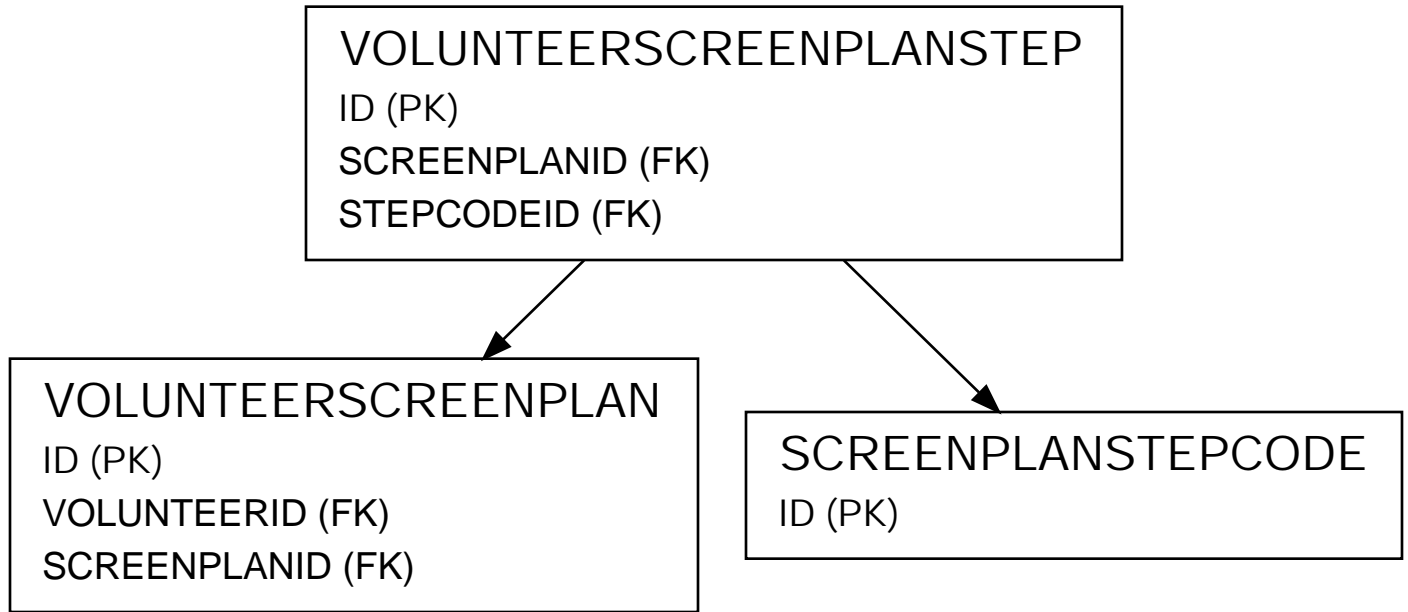 VOLUNTEERSCREENPLANSTEP
ID (PK)
SCREENPLANID (FK)
STEPCODEID (FK)
VOLUNTEERSCREENPLAN
ID (PK)
VOLUNTEERID (FK)
SCREENPLANID (FK)
SCREENPLANSTEPCODE
ID (PK)